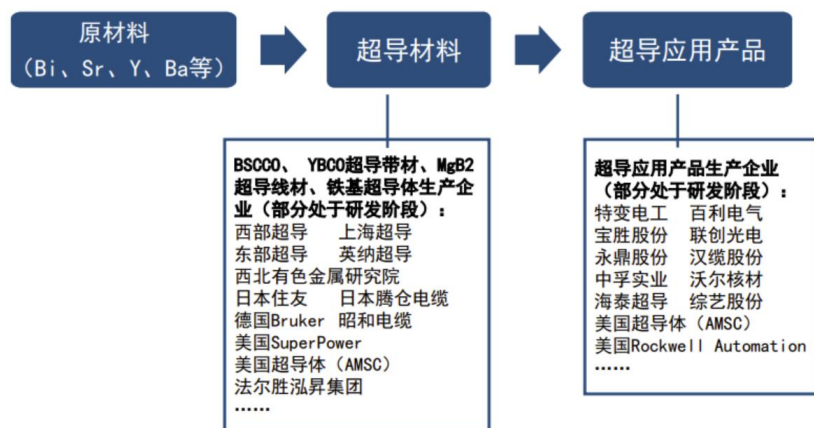 原材料
（Bi、Sr、Y、Ba等）
超导材料
超导应用产品
BSCCO、 YBCO超导带材、MgB2
超导线材、铁基超导体生产企
业（部分处于研发阶段）：
西部超导 上海超导
东部超导 英纳超导
西北有色金属研究院
日本住友 日本腾仓电缆
德国Bruker 昭和电缆
美国SuperPower
美国超导体（AMSC）
法尔胜泓昇集团
……
超导应用产品生产企业
（部分处于研发阶段）：
特变电工 百利电气
宝胜股份 联创光电
永鼎股份 汉缆股份
中孚实业 沃尔核材
海泰超导 综艺股份
美国超导体（AMSC）
美国Rockwell Automation
……